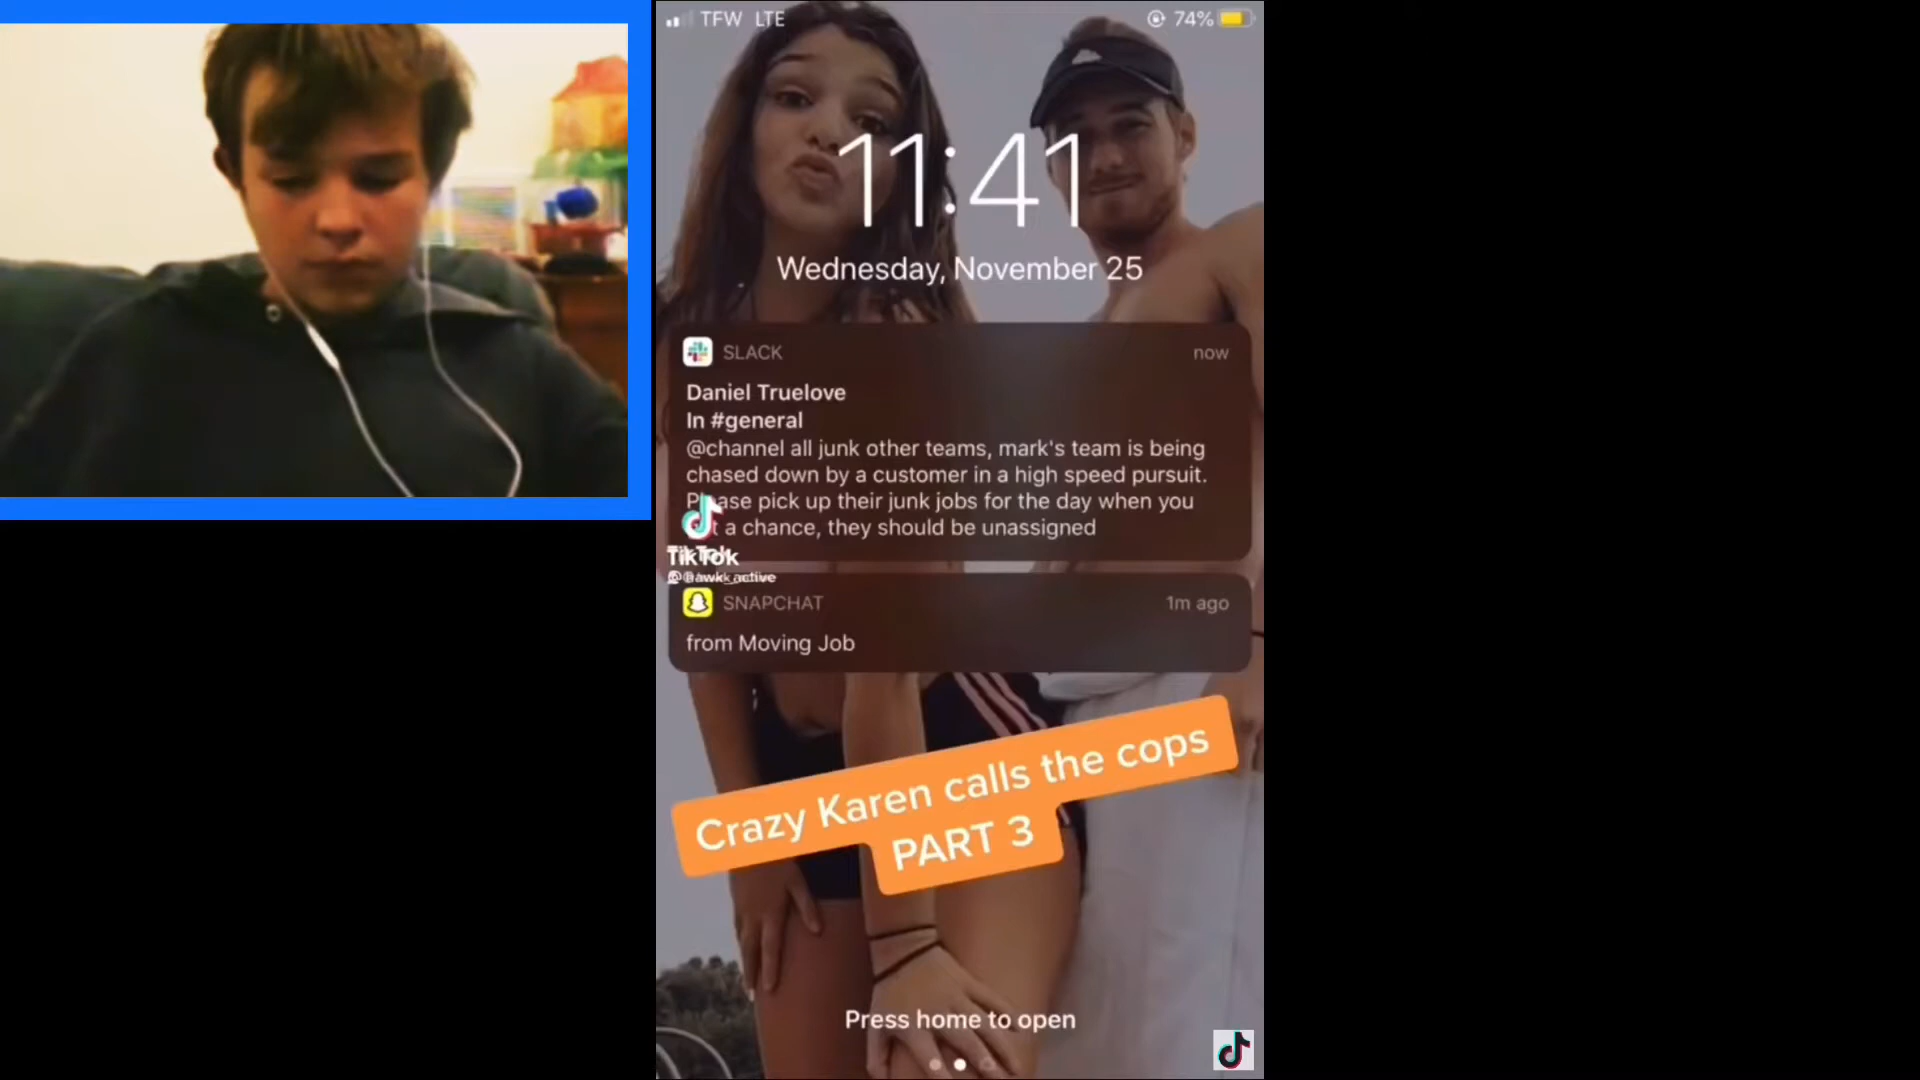 TFW LTE
74%
11:41
Wednesday, November 25
SLACK
now
Daniel Truelove
In #general
@channel all junk other teams, mark's team is being
chased down by a customer in a high speed pursuit.
Please pick up their junk jobs for the day when you
a chance, they should be unassigned
TikTok
SNAPCHAT
1m ago
from Moving Job
Crazy Karen calls the cops
PART 3
Press home to open